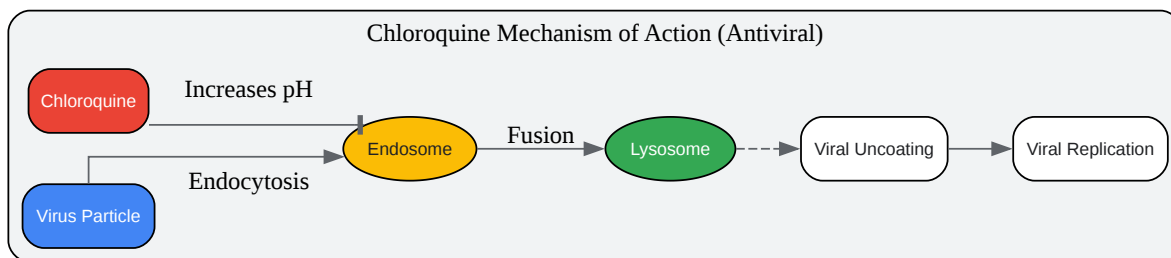 Chloroquine Mechanism of Action (Antiviral)
Chloroquine
Increases pH
Endosome
Fusion
Lysosome
Viral Uncoating
Viral Replication
Endocytosis
Virus Particle